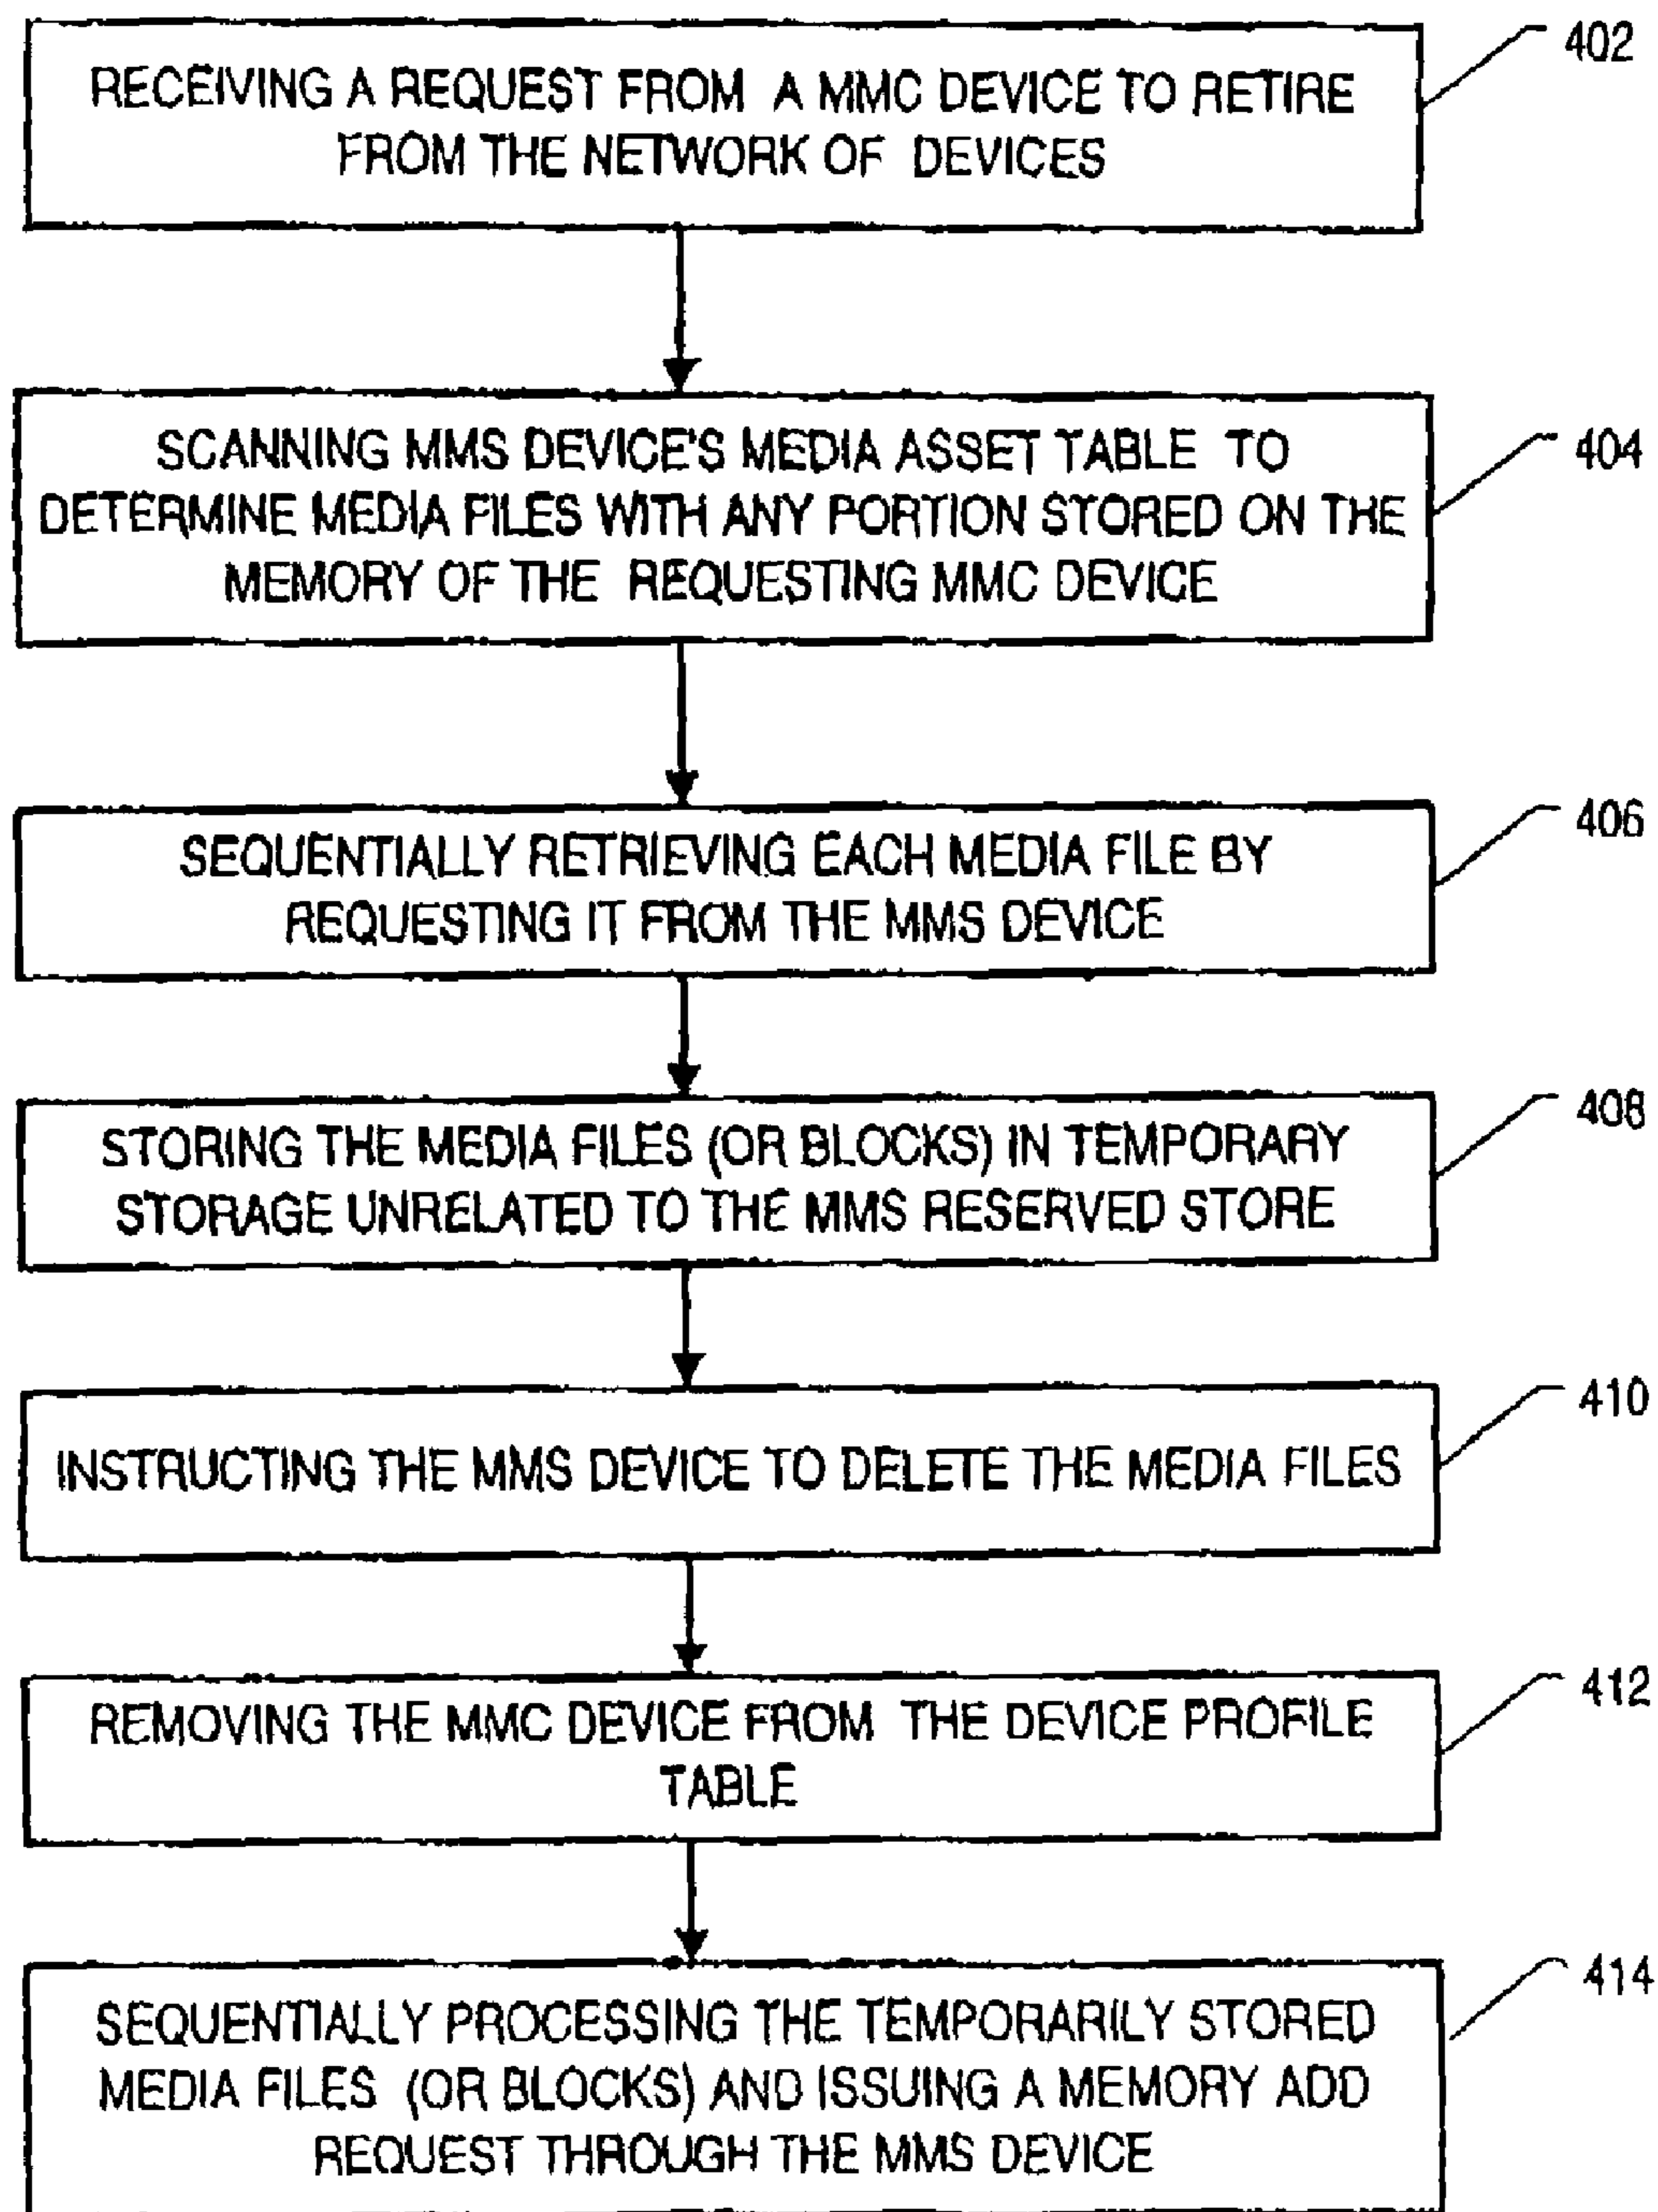 RECEIVING A REQUEST FROM A MMC DEVICE TO RETIRE
FROM THE NETWORK OF DEVICES
402
SCANNING MMS DEVICE'S MEDIA ASSET TABLE TO
DETERMINE MEDIA FILES WITH ANY PORTION STORED ON THE
MEMORY OF THE REQUESTING MMC DEVICE
404
SEQUENTIALLY RETRIEVING EACH MEDIA FILE BY
REQUESTING IT FROM THE MMS DEVICE
406
STORING THE MEDIA FILES (OR BLOCKS) IN TEMPORARY
STORAGE UNRELATED TO THE MMS RESERVED STORE
408
INSTRUCTING THE MMS DEVICE TO DELETE THE MEDIA FILES
410
REMOVING THE MMC DEVICE FROM THE DEVICE PROFILE
TABLE
412
SEQUENTIALLY PROCESSING THE TEMPORARILY STORED
MEDIA FILES (OR BLOCKS) AND ISSUING A MEMORY ADD
REQUEST THROUGH THE MMS DEVICE
414